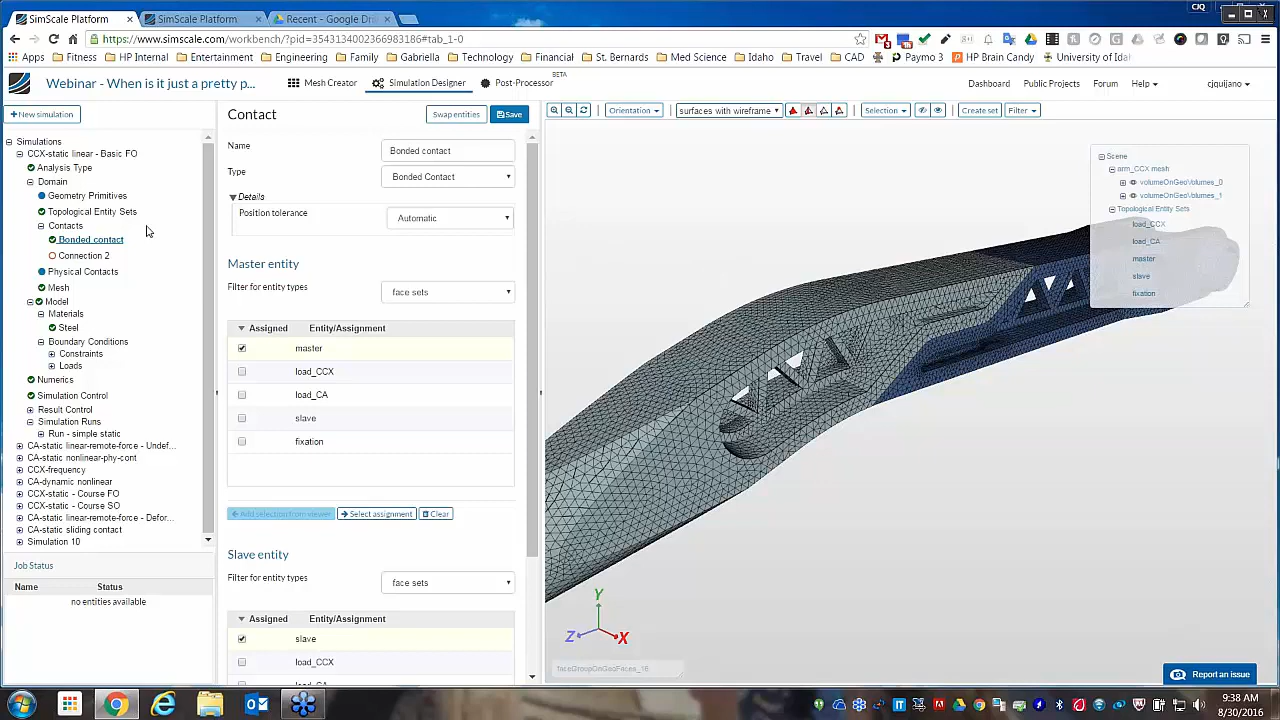 SimScale Platform
SimScale Platform
Recent - Google Dri
https://www.simscale.com/workbench/?pid=3543134002366983186#tab_1-0
Apps Fitness HP Internal Entertainment Engineering Family Gabriella Technology Financial St. Bernards Med Science Idaho Travel CAD Paymo 3 HP Brain Candy University of Idal
Webinar - When is it just a pretty p...
Mesh Creator
Simulation Designer
Post-Processor
BETA
Dashboard
Public Projects
Forum
Help
cjquijano
+ New simulation
Simulations
CCX-static linear - Basic FO
Analysis Type
Domain
Geometry Primitives
Topological Entity Sets
Contacts
Bonded contact
Connection 2
Physical Contacts
Mesh
Model
Materials
Steel
Boundary Conditions
Constraints
Loads
Numerics
Simulation Control
Result Control
Simulation Runs
Run - simple static
CA-static linear-remote-force - Undef...
CA-static nonlinear-phy-cont
CCX-frequency
CA-dynamic nonlinear
CCX-static - Course FO
CCX-static - Course SO
CA-static linear-remote-force - Defor...
CA-static sliding contact
Simulation 10
Job Status
Name Status
no entities available
Contact
Swap entities
Save
Name
Bonded contact
Type
Bonded Contact
Details
Position tolerance
Automatic
Master entity
Filter for entity types
face sets
Assigned Entity/Assignment
master
load_CCX
load_CA
slave
fixation
Add selection from viewer
Select assignment
Clear
Slave entity
Filter for entity types
face sets
Assigned Entity/Assignment
slave
load_CCX
Orientation
surfaces with wireframe
Selection
Create set
Filter
Scene
arm_CCX mesh
volumeOnGeoVolumes_0
volumeOnGeoVolumes_1
Topological Entity Sets
load_CCX
load_CA
master
slave
fixation
Y
Z
X
faceGroupOnGeoFaces_16
Report an issue
9:38 AM
8/30/2016